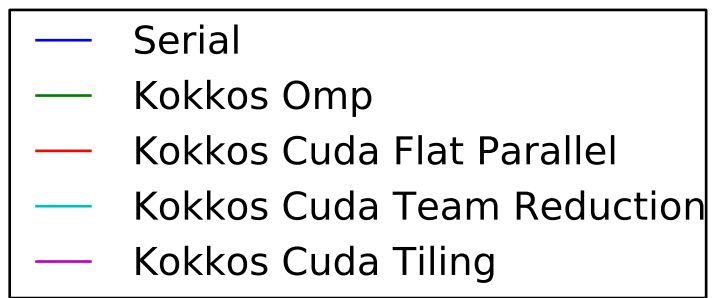 Serial
Kokkos Omp
Kokkos Cuda Flat Parallel
Kokkos Cuda Team Reduction
Kokkos Cuda Tiling